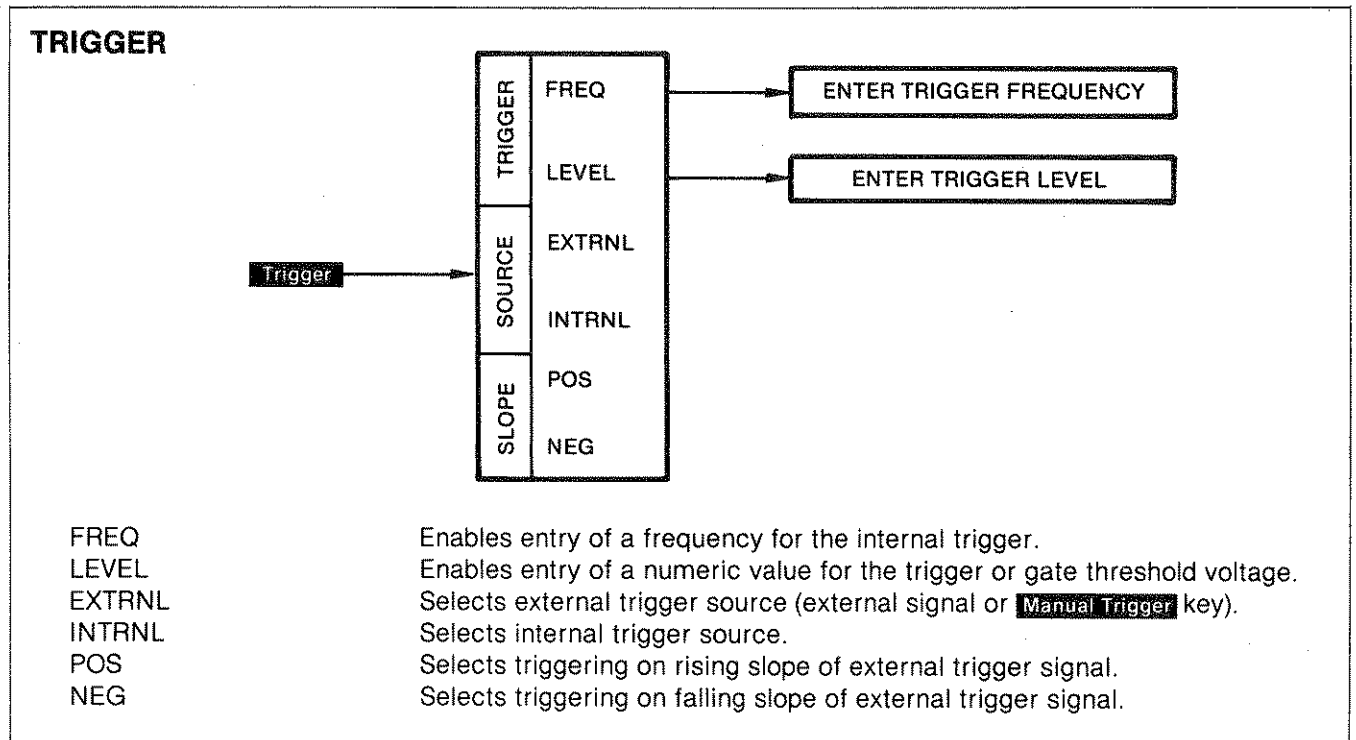 TRIGGER
TRIGGER
FREQ
ENTER TRIGGER FREQUENCY
LEVEL
ENTER TRIGGER LEVEL
Trigger
SOURCE
EXTRNL
INTRNL
SLOPE
POS
NEG
FREQ Enables entry of a frequency for the internal trigger.
LEVEL Enables entry of a numeric value for the trigger or gate threshold voltage.
EXTRNL Selects external trigger source (external signal or Manual Trigger key).
INTRNL Selects internal trigger source.
POS Selects triggering on rising slope of external trigger signal.
NEG Selects triggering on falling slope of external trigger signal.